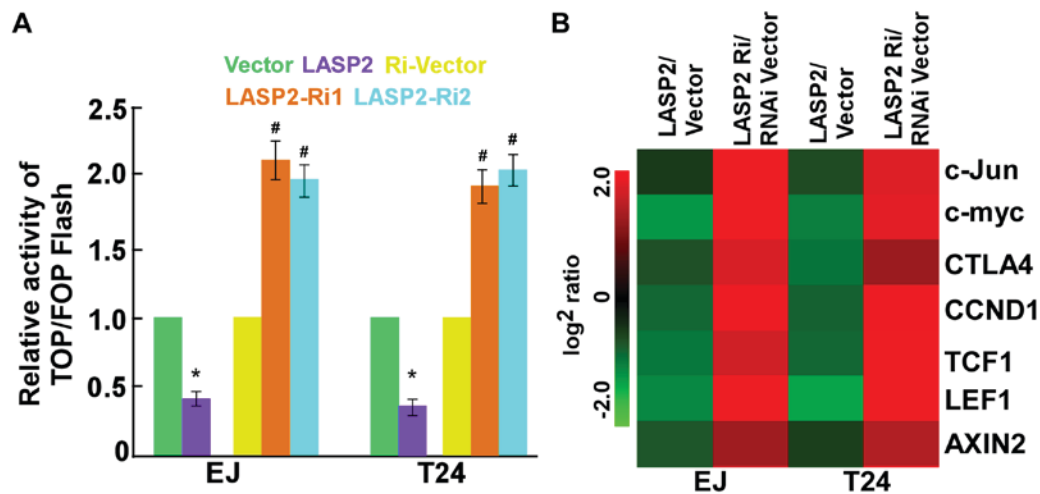 A
Vector LASP2 Ri-Vector
LASP2-Ri1 LASP2-Ri2
Relative activity of
TOP/FOP Flash
2.5
2.0
1.5
1.0
0.5
0
*
#
#
*
#
#
EJ
T24
B
LASP2/
Vector
LASP2 Ri/
RNAi Vector
LASP2/
Vector
LASP2 Ri/
RNAi Vector
log² ratio
2.0
0
-2.0
c-Jun
c-myc
CTLA4
CCND1
TCF1
LEF1
AXIN2
EJ
T24